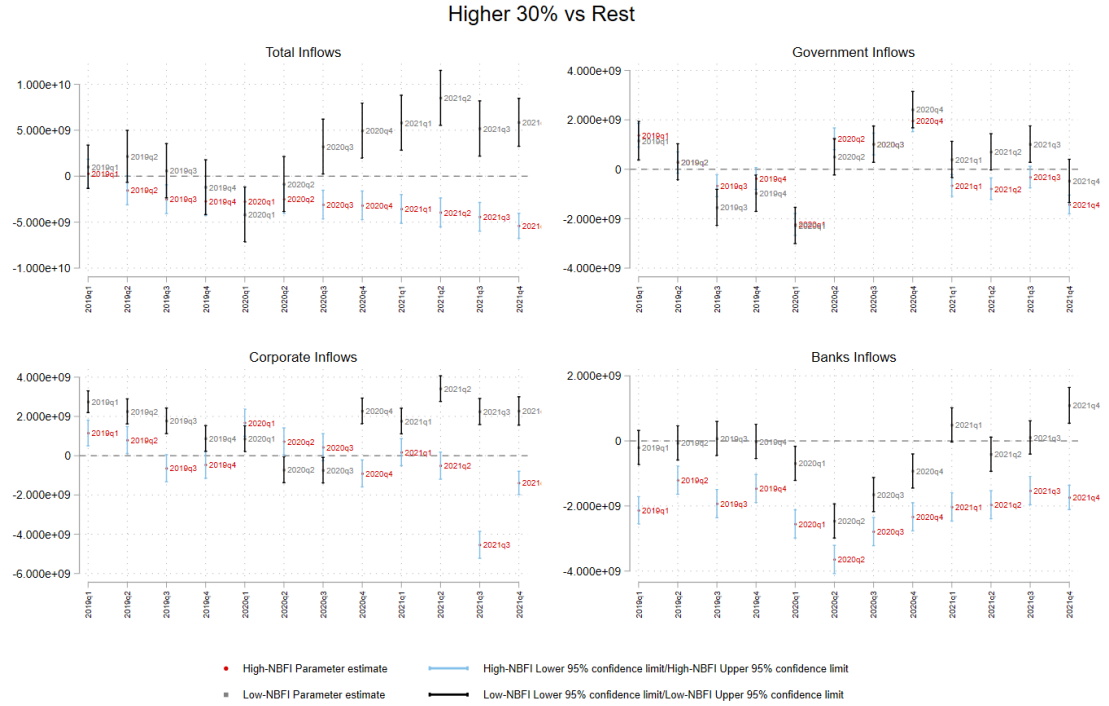 Higher 30% vs Rest
Total Inflows
1.000e+10
5.000e+09
0
-5.000e+09
-1.000e+10
2019q1
2019q1
2019q2
2019q2
2019q3
2019q3
2019q4
2019q4
2020q1
2020q1
2020q2
2020q2
2020q3
2020q3
2020q4
2020q4
2021q1
2021q1
2021q2
2021q2
2021q3
2021q3
2021
2021
2019q1 2019q2 2019q3 2019q4 2020q1 2020q2 2020q3 2020q4 2021q1 2021q2 2021q3 2021q4
Government Inflows
4.000e+09
2.000e+09
0
-2.000e+09
-4.000e+09
2019q1
2019q1
2019q2
2019q3
2019q3
2019q4
2019q4
2020q1
2020q1
2020q2
2020q2
2020q3
2020q4
2020q4
2021q1
2021q1
2021q2
2021q2
2021q3
2021q3
2021q4
2021q4
2019q1 2019q2 2019q3 2019q4 2020q1 2020q2 2020q3 2020q4 2021q1 2021q2 2021q3 2021q4
Corporate Inflows
4.000e+09
2.000e+09
0
-2.000e+09
-4.000e+09
-6.000e+09
2019q1
2019q1
2019q2
2019q2
2019q3
2019q3
2019q4
2019q4
2020q1
2020q1
2020q2
2020q2
2020q3
2020q3
2020q4
2020q4
2021q1
2021q1
2021q2
2021q2
2021q3
2021q3
2021
2021
2019q1 2019q2 2019q3 2019q4 2020q1 2020q2 2020q3 2020q4 2021q1 2021q2 2021q3 2021q4
Banks Inflows
2.000e+09
0
-2.000e+09
-4.000e+09
2019q1
2019q1
2019q2
2019q2
2019q3
2019q3
2019q4
2019q4
2020q1
2020q1
2020q2
2020q2
2020q3
2020q3
2020q4
2020q4
2021q1
2021q1
2021q2
2021q2
2021q3
2021q3
2021q4
2021q4
2019q1 2019q2 2019q3 2019q4 2020q1 2020q2 2020q3 2020q4 2021q1 2021q2 2021q3 2021q4
High-NBFI Parameter estimate
High-NBFI Lower 95% confidence limit/High-NBFI Upper 95% confidence limit
Low-NBFI Parameter estimate
Low-NBFI Lower 95% confidence limit/Low-NBFI Upper 95% confidence limit